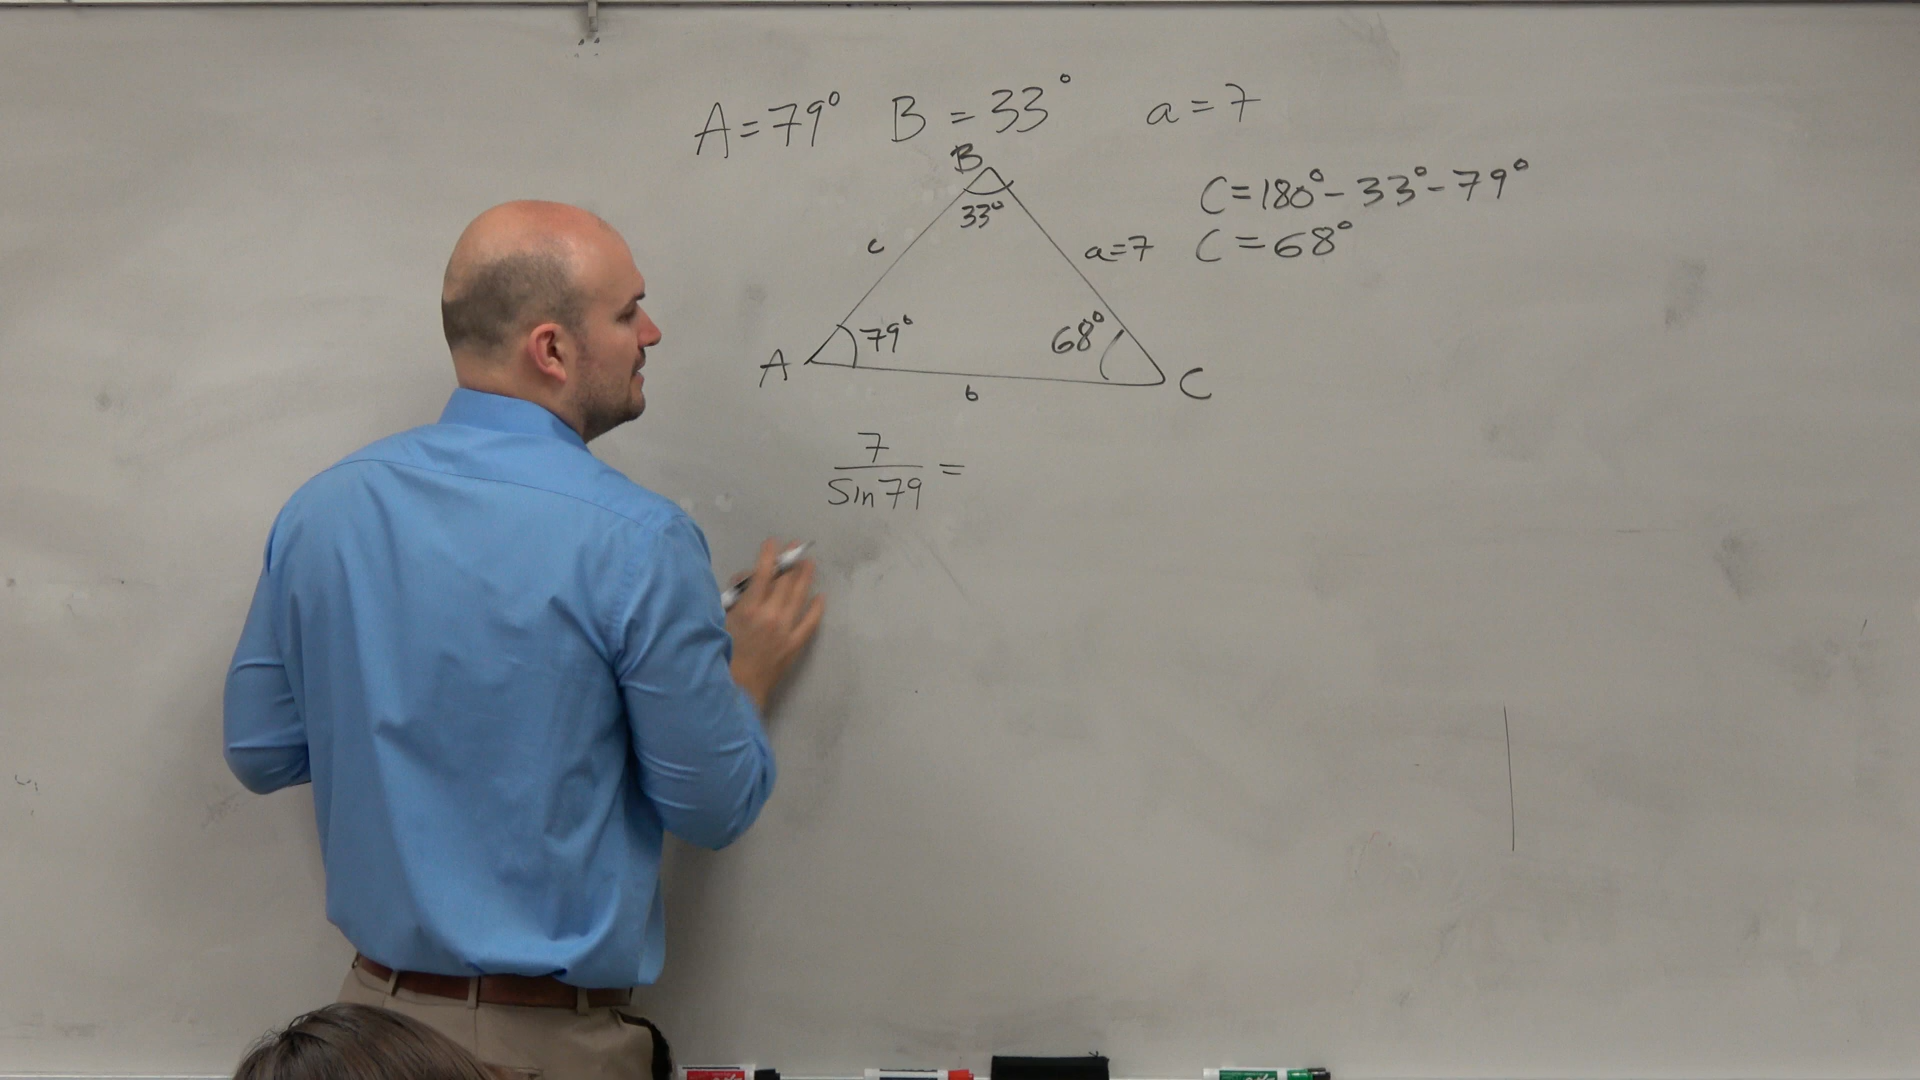 A=79° B=33° a=7
B
C=180°-33°-79°
33°
c
a=7
C=68°
79°
68°
A
b
C
7/sin79 =